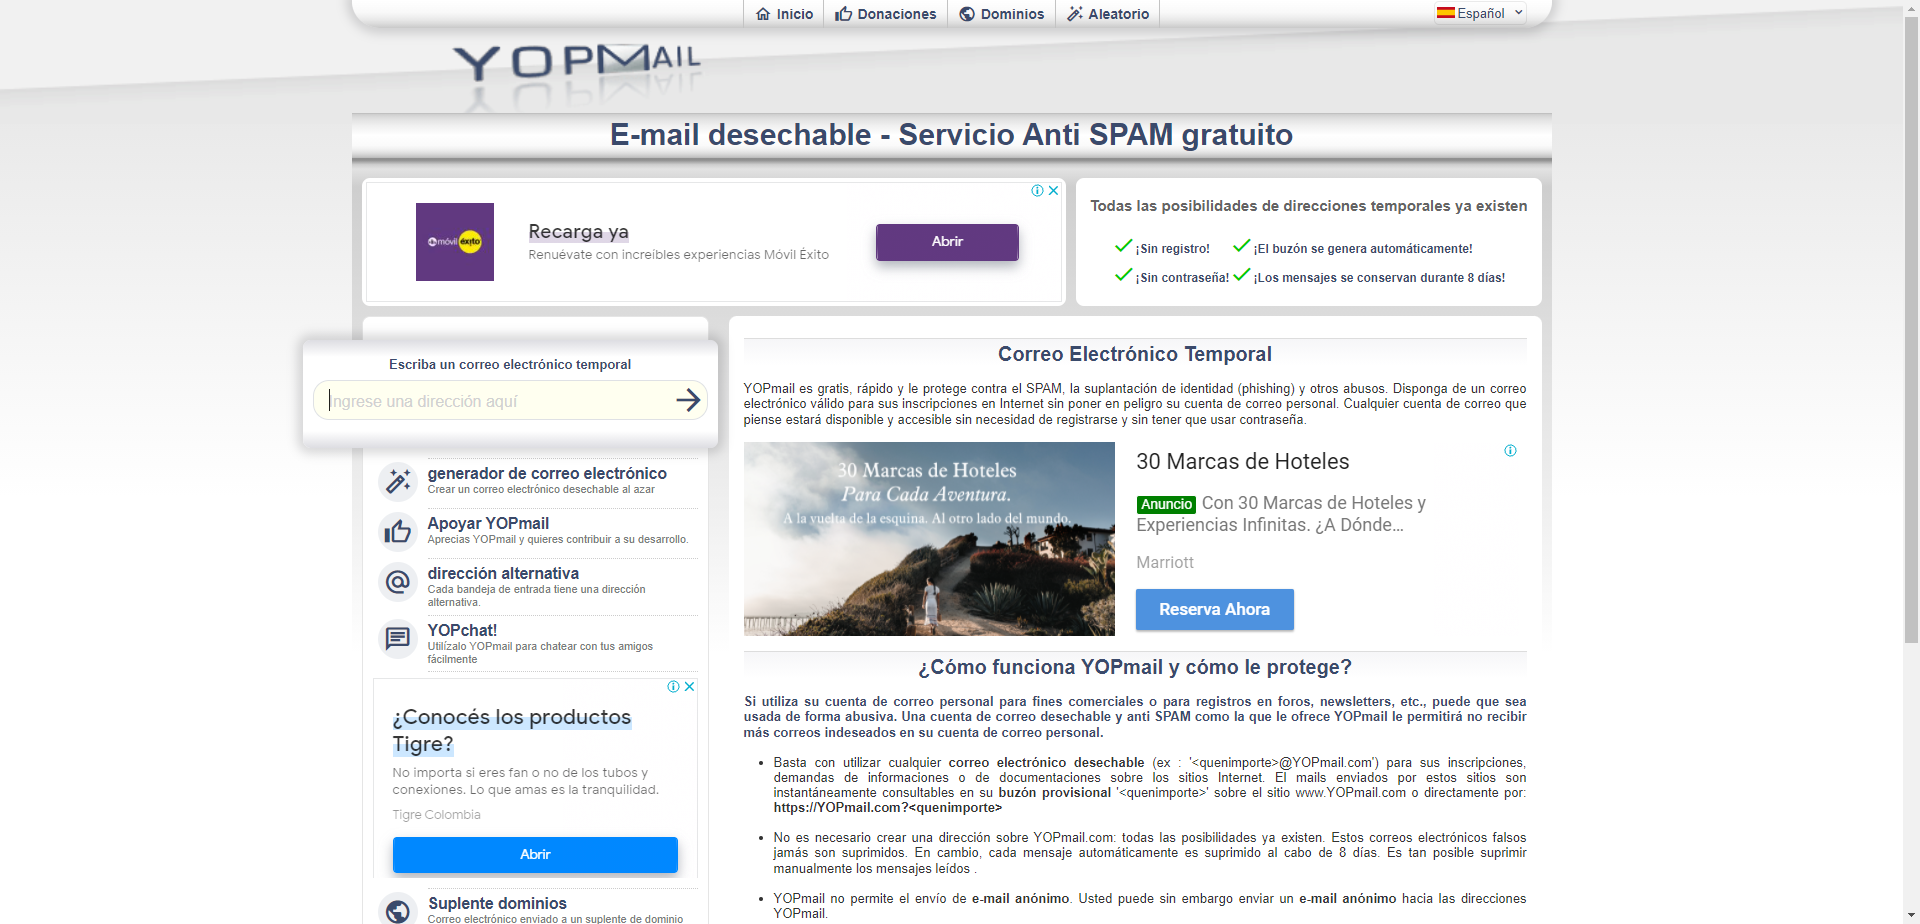 Inicio
Donaciones
Dominios
Aleatorio
Español
YOPMAIL
E-mail desechable - Servicio Anti SPAM gratuito
móvil éxito
Recarga ya
Renuévate con increíbles experiencias Móvil Éxito
Abrir
Todas las posibilidades de direcciones temporales ya existen
¡Sin registro!
¡El buzón se genera automáticamente!
¡Sin contraseña!
¡Los mensajes se conservan durante 8 días!
Escriba un correo electrónico temporal
Ingrese una dirección aquí
generador de correo electrónico
Crear un correo electrónico desechable al azar
Apoyar YOPmail
Aprecias YOPmail y quieres contribuir a su desarrollo.
dirección alternativa
Cada bandeja de entrada tiene una dirección
alternativa.
YOPchat!
Utilízalo YOPmail para chatear con tus amigos
fácilmente
¿Conocés los productos
Tigre?
No importa si eres fan o no de los tubos y
conexiones. Lo que amas es la tranquilidad.
Tigre Colombia
Abrir
Suplente dominios
Correo electrónico enviado a un suplente de dominio
Correo Electrónico Temporal
YOPmail es gratis, rápido y le protege contra el SPAM, la suplantación de identidad (phishing) y otros abusos. Disponga de un correo
electrónico válido para sus inscripciones en Internet sin poner en peligro su cuenta de correo personal. Cualquier cuenta de correo que
piense estará disponible y accesible sin necesidad de registrarse y sin tener que usar contraseña.
30 Marcas de Hoteles
Para Cada Aventura.
A la vuelta de la esquina. Al otro lado del mundo.
30 Marcas de Hoteles
Anuncio Con 30 Marcas de Hoteles y
Experiencias Infinitas. ¿A Dónde...
Marriott
Reserva Ahora
¿Cómo funciona YOPmail y cómo le protege?
Si utiliza su cuenta de correo personal para fines comerciales o para registros en foros, newsletters, etc., puede que sea
usada de forma abusiva. Una cuenta de correo desechable y anti SPAM como la que le ofrece YOPmail le permitirá no recibir
más correos indeseados en su cuenta de correo personal.
• Basta con utilizar cualquier correo electrónico desechable (ex : '<quenimporte>@YOPmail.com') para sus inscripciones,
demandas de informaciones o de documentaciones sobre los sitios Internet. El mails enviados por estos sitios son
instantáneamente consultables en su buzón provisional '<quenimporte>' sobre el sitio www.YOPmail.com o directamente por:
https://YOPmail.com?<quenimporte>
• No es necesario crear una dirección sobre YOPmail.com: todas las posibilidades ya existen. Estos correos electrónicos falsos
jamás son suprimidos. En cambio, cada mensaje automáticamente es suprimido al cabo de 8 días. Es tan posible suprimir
manualmente los mensajes leídos .
• YOPmail no permite el envío de e-mail anónimo. Usted puede sin embargo enviar un e-mail anónimo hacia las direcciones
YOPmail.